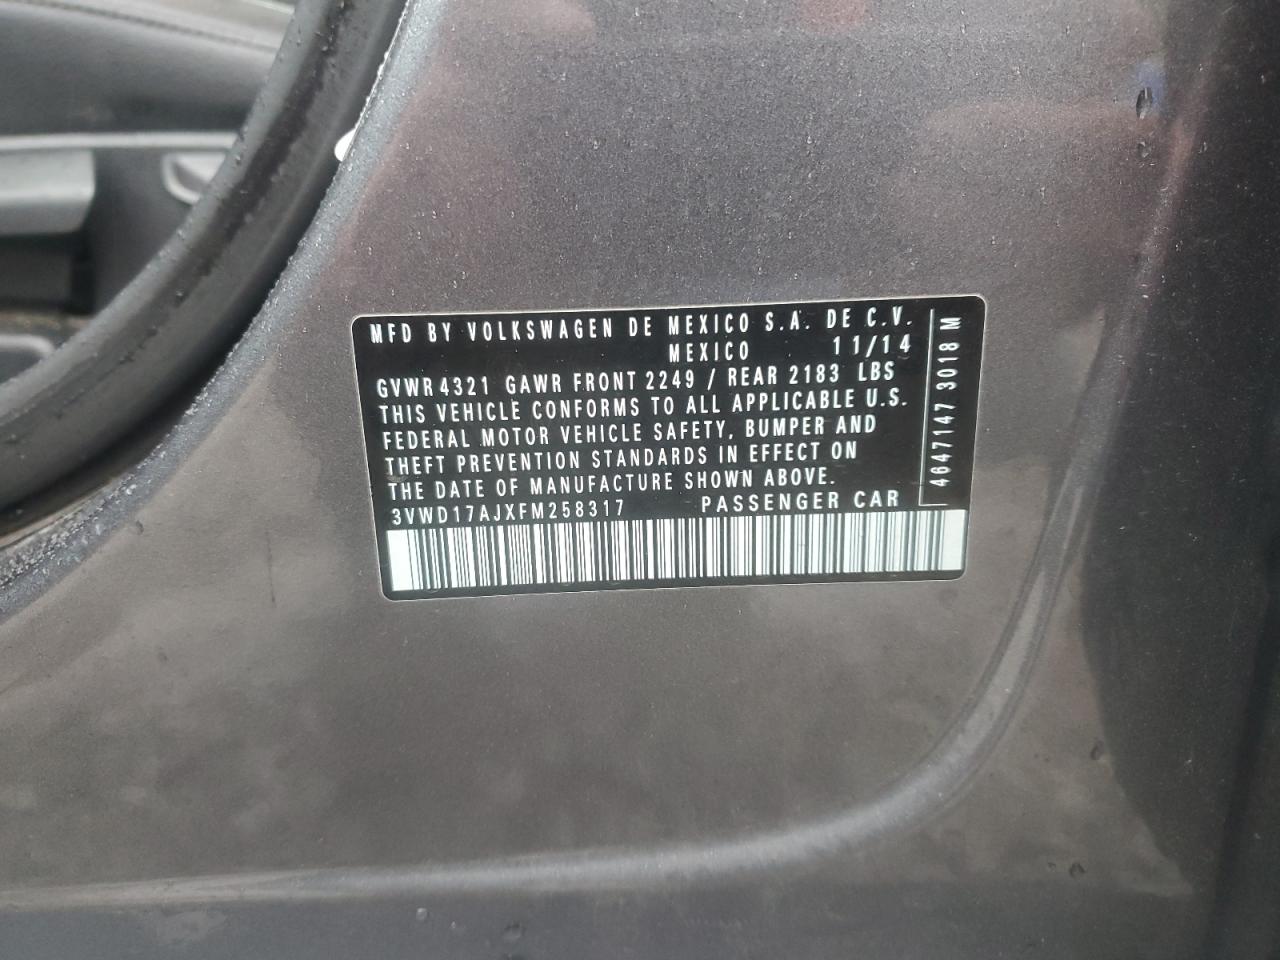 MFD BY VOLKSWAGEN DE MEXICO S.A. DE C.V.
MEXICO 11/14
GVWR 4321 GAWR FRONT 2249 / REAR 2183 LBS
THIS VEHICLE CONFORMS TO ALL APPLICABLE U.S.
FEDERAL MOTOR VEHICLE SAFETY, BUMPER AND
THEFT PREVENTION STANDARDS IN EFFECT ON
THE DATE OF MANUFACTURE SHOWN ABOVE.
3VWD17AJXFM258317 PASSENGER CAR
4647147 3018 M